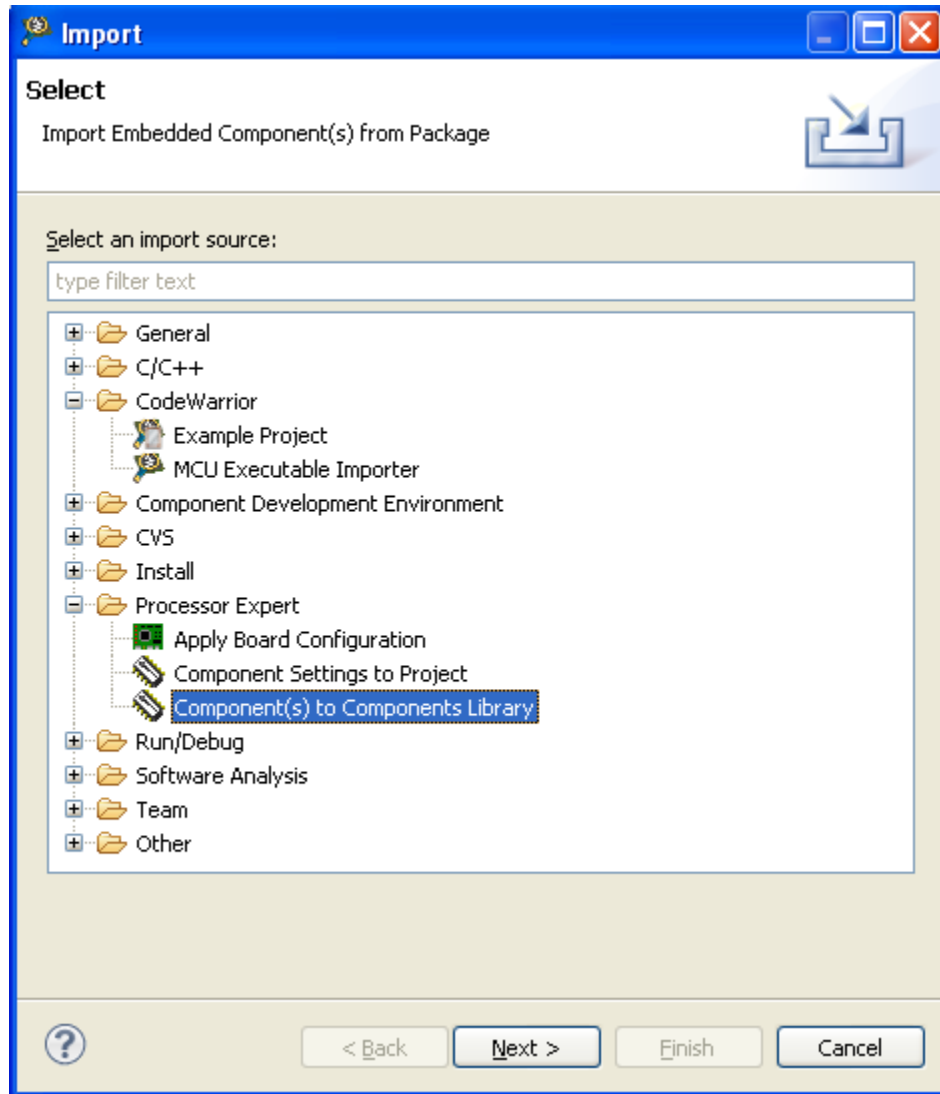 Import
Select
Import Embedded Component(s) from Package
Select an import source:
type filter text
General
C/C++
CodeWarrior
Example Project
MCU Executable Importer
Component Development Environment
CVS
Install
Processor Expert
Apply Board Configuration
Component Settings to Project
Component(s) to Components Library
Run/Debug
Software Analysis
Team
Other
? < Back Next > Finish Cancel